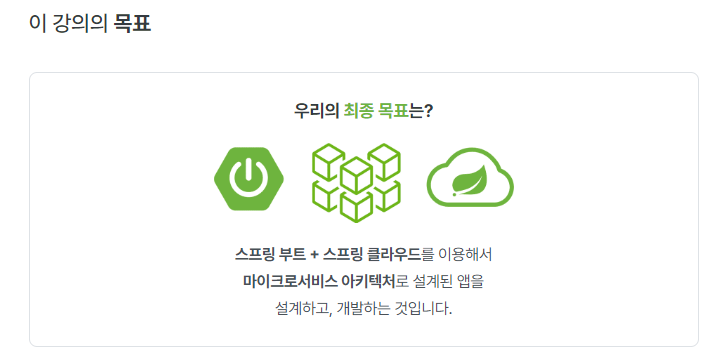 이 강의의 목표
우리의 최종 목표는?
스프링 부트 + 스프링 클라우드를 이용해서
마이크로서비스 아키텍처로 설계된 앱을
설계하고, 개발하는 것입니다.